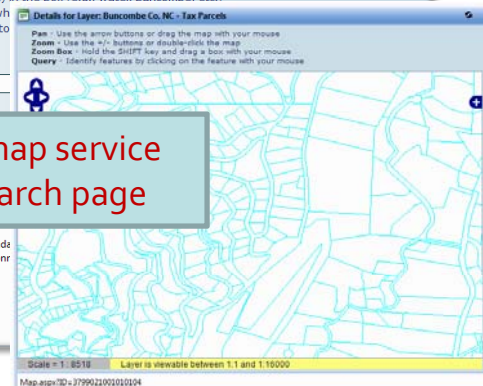 Details for Layer: Buncombe Co, NC - Tax Parcels
Pan - Use the arrow buttons or drag the map with your mouse
Zoom - Use the +/- buttons or double-click the map
Zoom Box - Hold the SHIFT key and drag a box with your mouse
Query - Identify features by clicking on the feature with your mouse
map service
arch page
Scale = 1 : 8518
Layer is viewable between 1:1 and 1:16000
Map.aspx?ID=3799021001010104